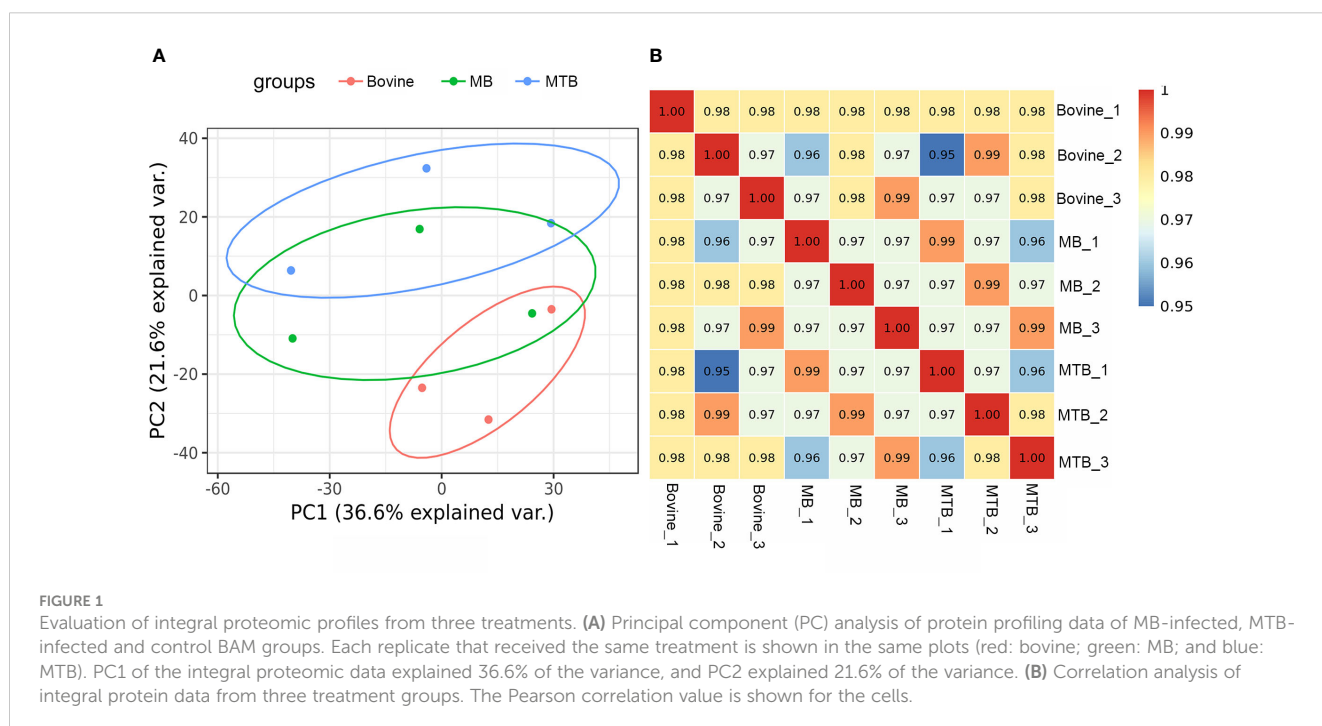 A
groups Bovine MB MTB
40
20
0
-20
-40
PC2 (21.6% explained var.)
-60 -30 0 30
PC1 (36.6% explained var.)
B
1.00 0.98 0.98 0.98 0.98 0.98 0.98 0.98 0.98 Bovine_1
0.98 1.00 0.97 0.96 0.98 0.97 0.95 0.99 0.98 Bovine_2
0.98 0.97 1.00 0.97 0.98 0.99 0.97 0.97 0.98 Bovine_3
0.98 0.96 0.97 1.00 0.97 0.97 0.99 0.97 0.96 MB_1
0.98 0.98 0.98 0.97 1.00 0.97 0.97 0.99 0.97 MB_2
0.98 0.97 0.99 0.97 0.97 1.00 0.97 0.97 0.99 MB_3
0.98 0.95 0.97 0.99 0.97 0.97 1.00 0.97 0.96 MTB_1
0.98 0.99 0.97 0.97 0.99 0.97 0.97 1.00 0.98 MTB_2
0.98 0.98 0.98 0.96 0.97 0.99 0.96 0.98 1.00 MTB_3
Bovine_1 Bovine_2 Bovine_3 MB_1 MB_2 MB_3 MTB_1 MTB_2 MTB_3
1
0.99
0.98
0.97
0.96
0.95
FIGURE 1
Evaluation of integral proteomic profiles from three treatments. (A) Principal component (PC) analysis of protein profiling data of MB-infected, MTB-
infected and control BAM groups. Each replicate that received the same treatment is shown in the same plots (red: bovine; green: MB; and blue:
MTB). PC1 of the integral proteomic data explained 36.6% of the variance, and PC2 explained 21.6% of the variance. (B) Correlation analysis of
integral protein data from three treatment groups. The Pearson correlation value is shown for the cells.